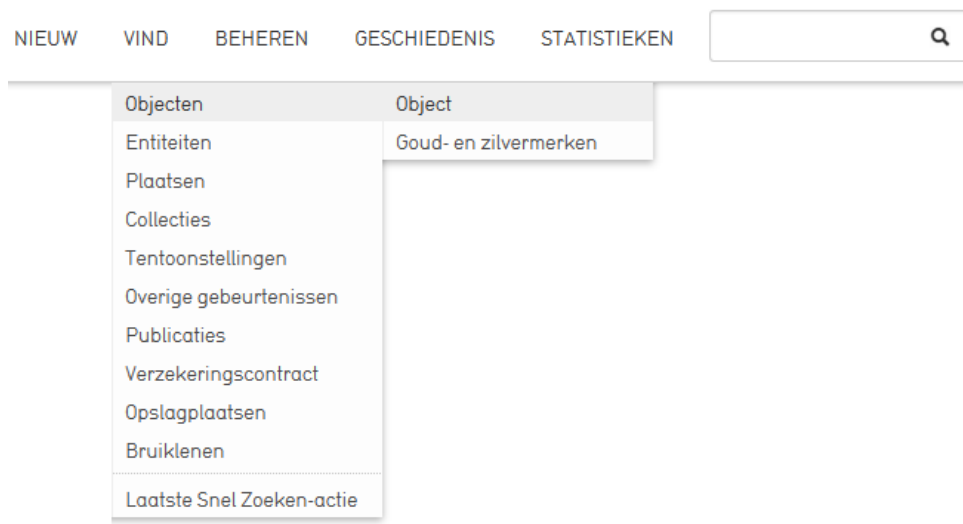 NIEUW VIND BEHEREN GESCHIEDENIS STATISTIEKEN
Objecten Object
Entiteiten Goud- en zilvermerken
Plaatsen
Collecties
Tentoonstellingen
Overige gebeurtenissen
Publicaties
Verzekeringscontract
Opslagplaatsen
Bruiklenen
Laatste Snel Zoeken-actie